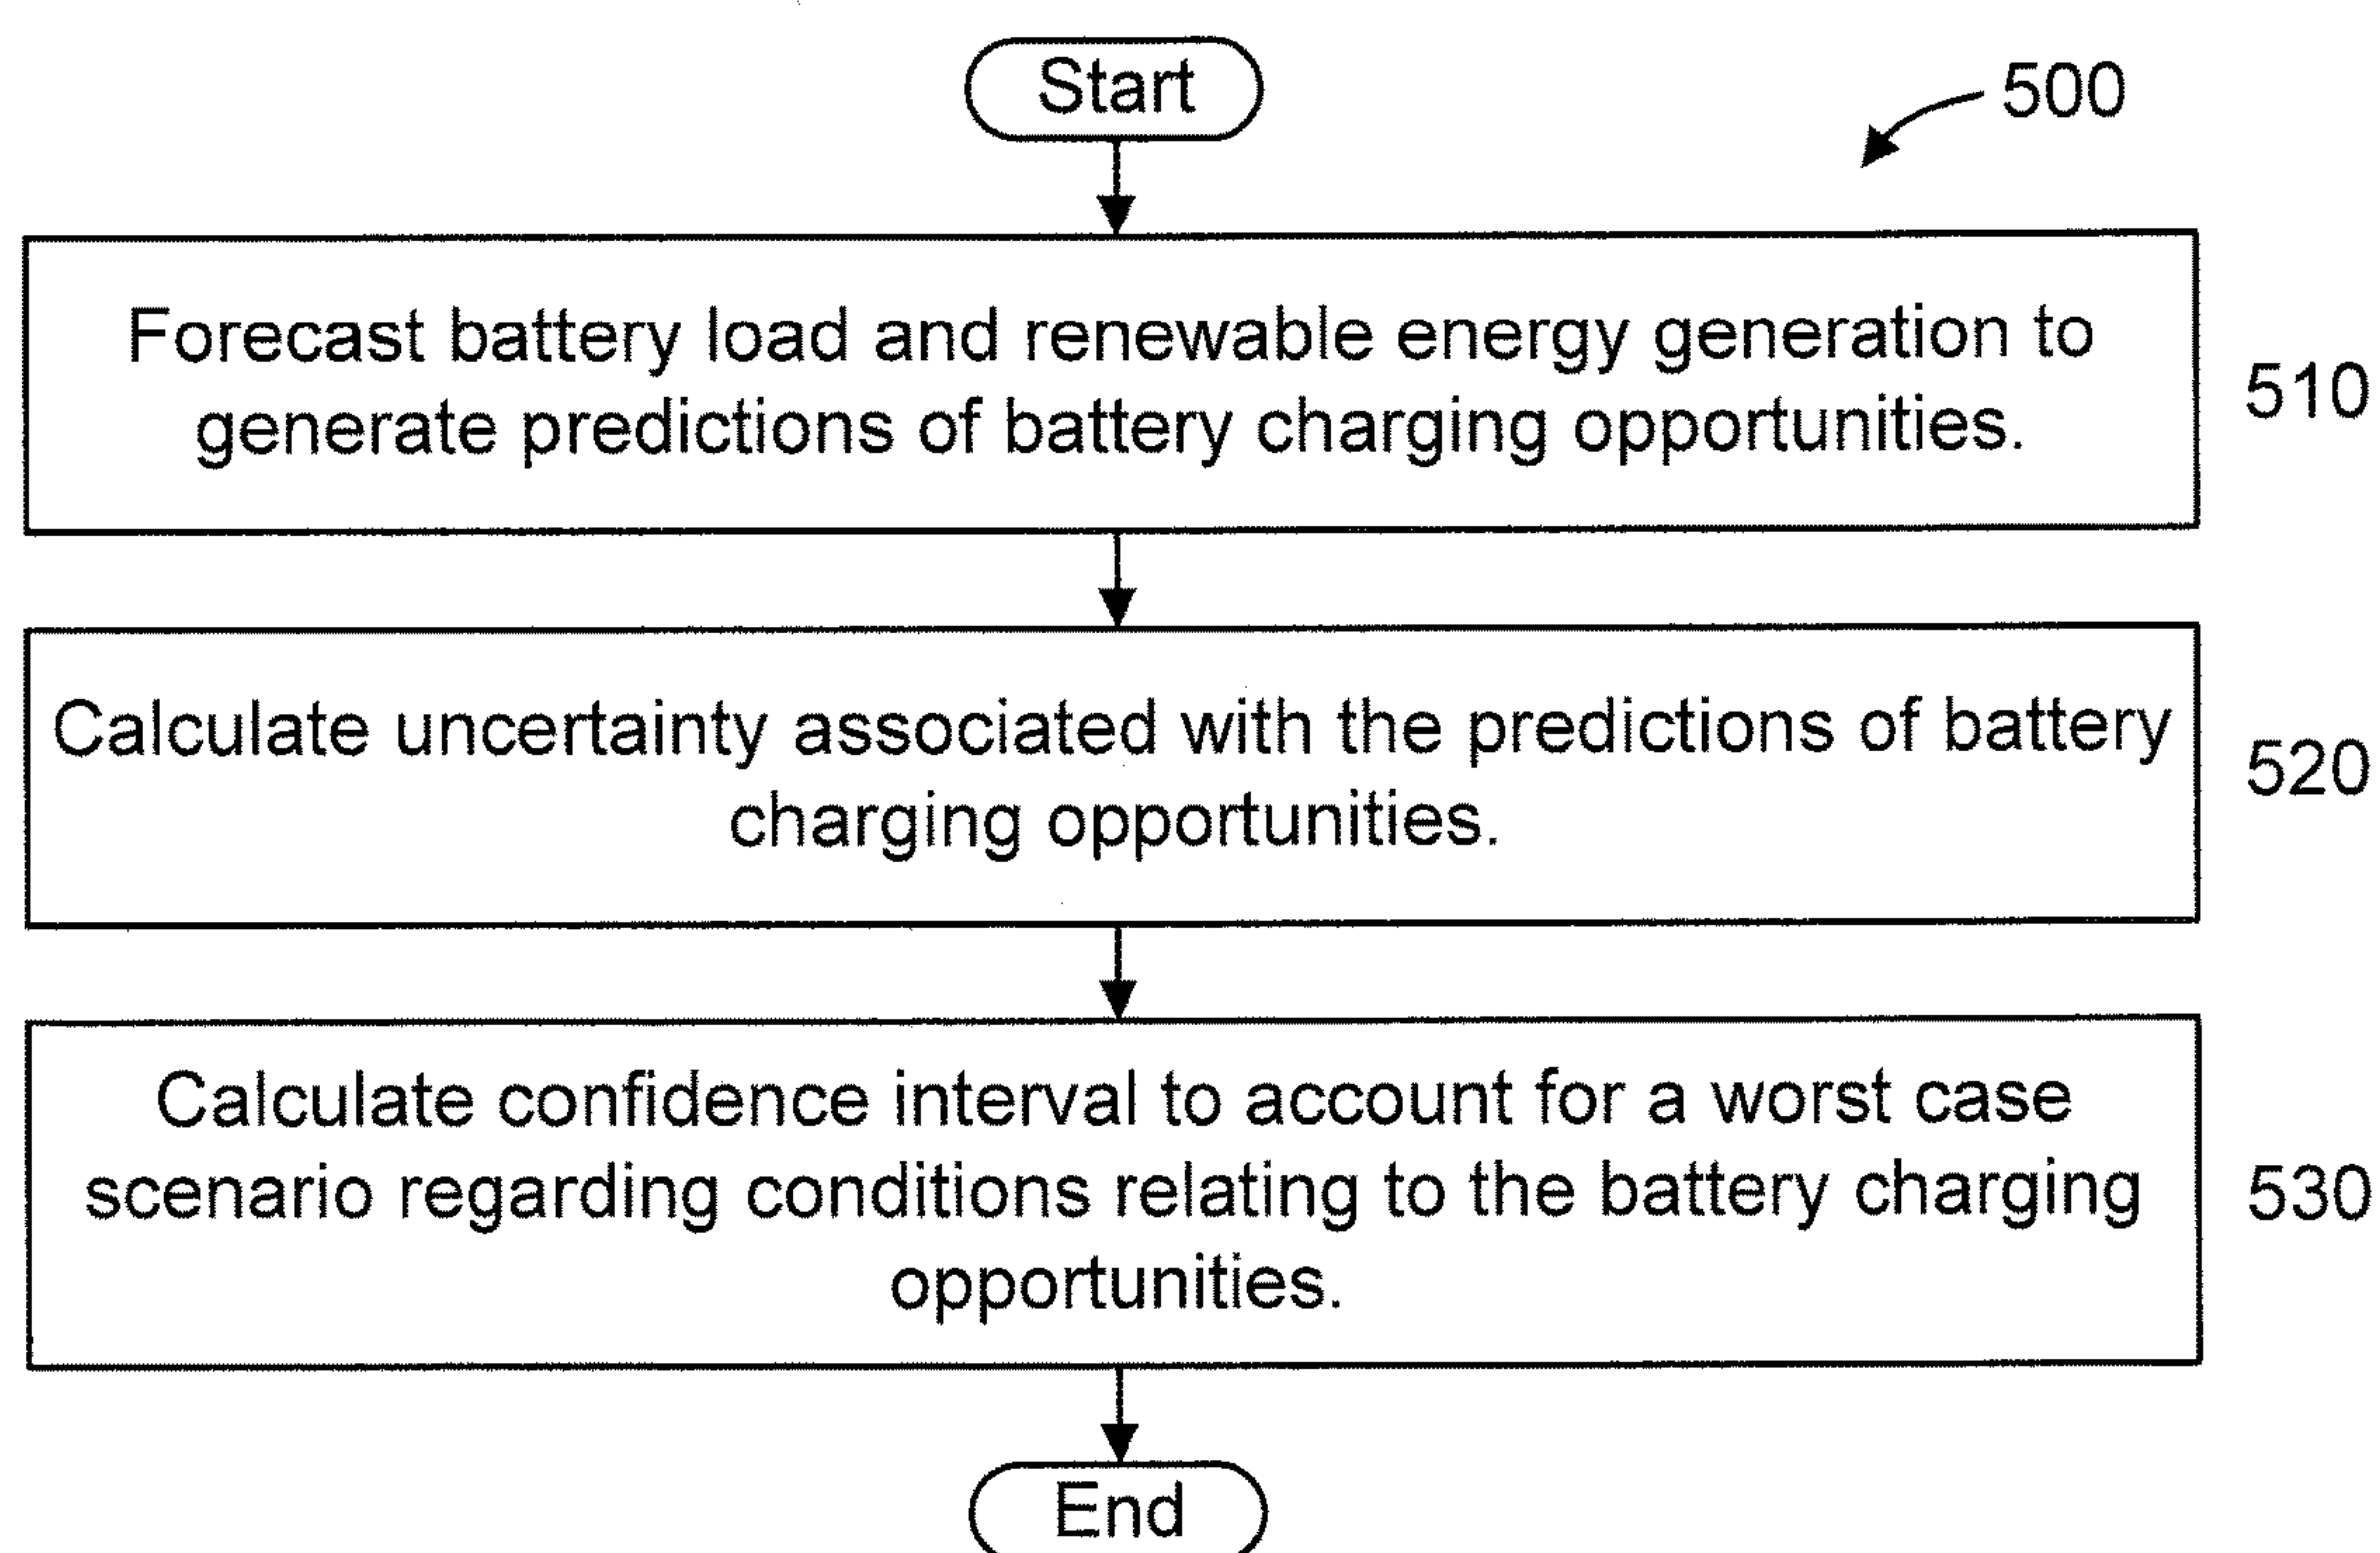 Start
500
Forecast battery load and renewable energy generation to
generate predictions of battery charging opportunities.
510
Calculate uncertainty associated with the predictions of battery
charging opportunities.
520
Calculate confidence interval to account for a worst case
scenario regarding conditions relating to the battery charging
opportunities.
530
End